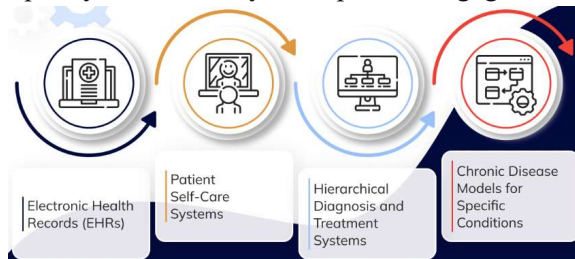 Electronic Health
Records (EHRs)
Patient
Self-Care
Systems
Hierarchical
Diagnosis and
Treatment
Systems
Chronic Disease
Models for
Specific
Conditions